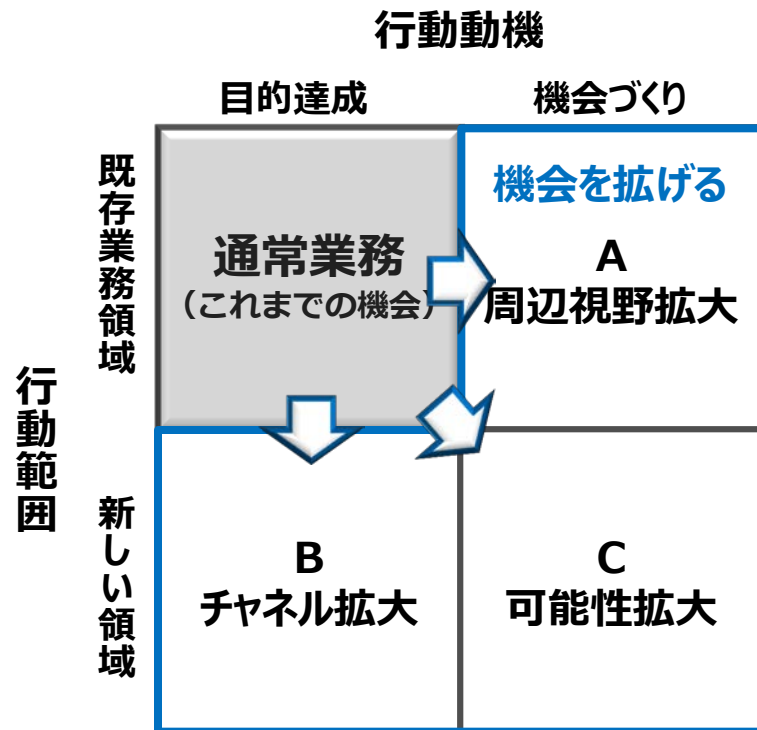 行動動機
目的達成
機会づくり
行動範囲
既存業務領域
通常業務
（これまでの機会）
機会を拡げる
A
周辺視野拡大
新しい領域
B
チャネル拡大
C
可能性拡大